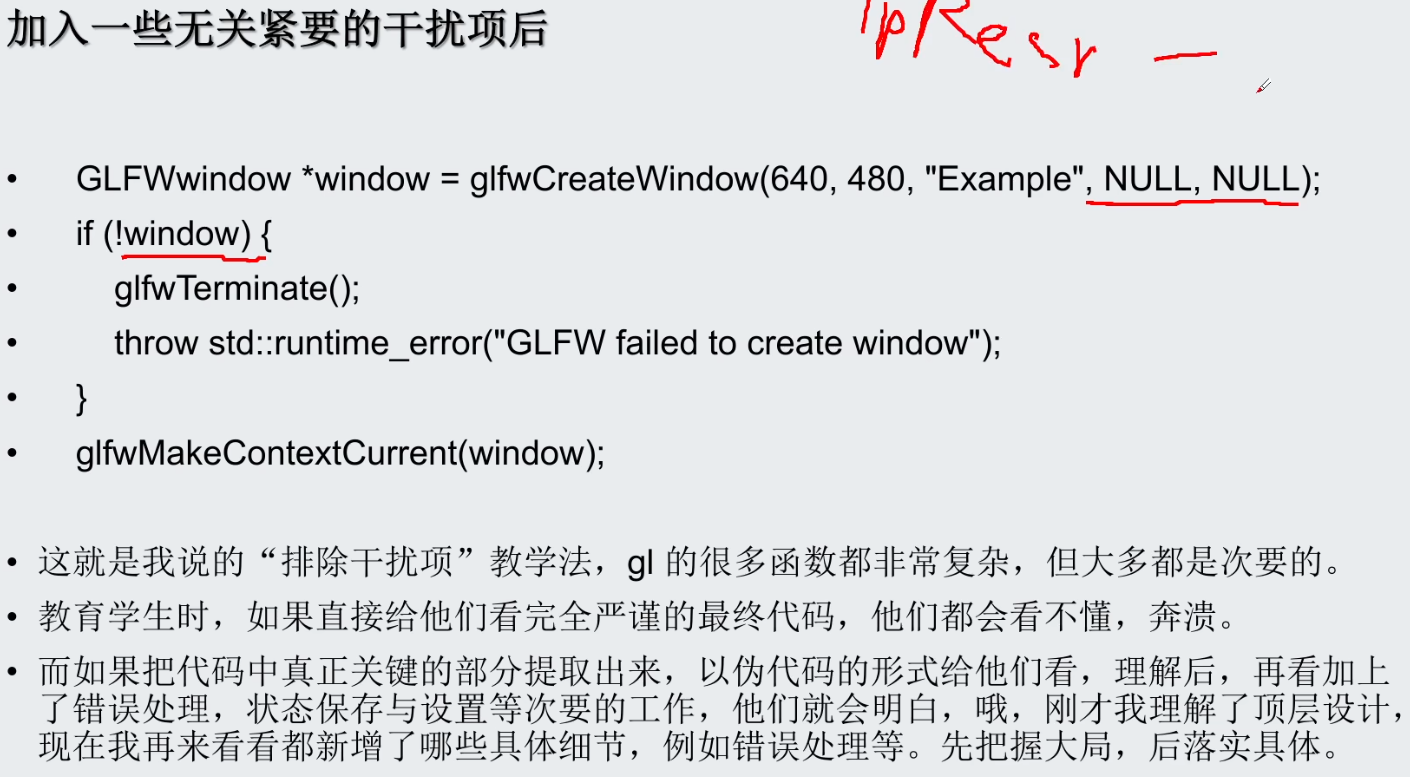 加入一些无关紧要的干扰项后
lpResr —
• GLFWwindow *window = glfwCreateWindow(640, 480, "Example", NULL, NULL);
• if (!window) {
• glfwTerminate();
• throw std::runtime_error("GLFW failed to create window");
• }
• glfwMakeContextCurrent(window);
• 这就是我说的“排除干扰项”教学法，gl 的很多函数都非常复杂，但大多都是次要的。
• 教育学生时，如果直接给他们看完全严谨的最终代码，他们都会看不懂，奔溃。
• 而如果把代码中真正关键的部分提取出来，以伪代码的形式给他们看，理解后，再看加上
了错误处理，状态保存与设置等次要的工作，他们就会明白，哦，刚才我理解了顶层设计，
现在我再来看看都新增了哪些具体细节，例如错误处理等。先把握大局，后落实具体。